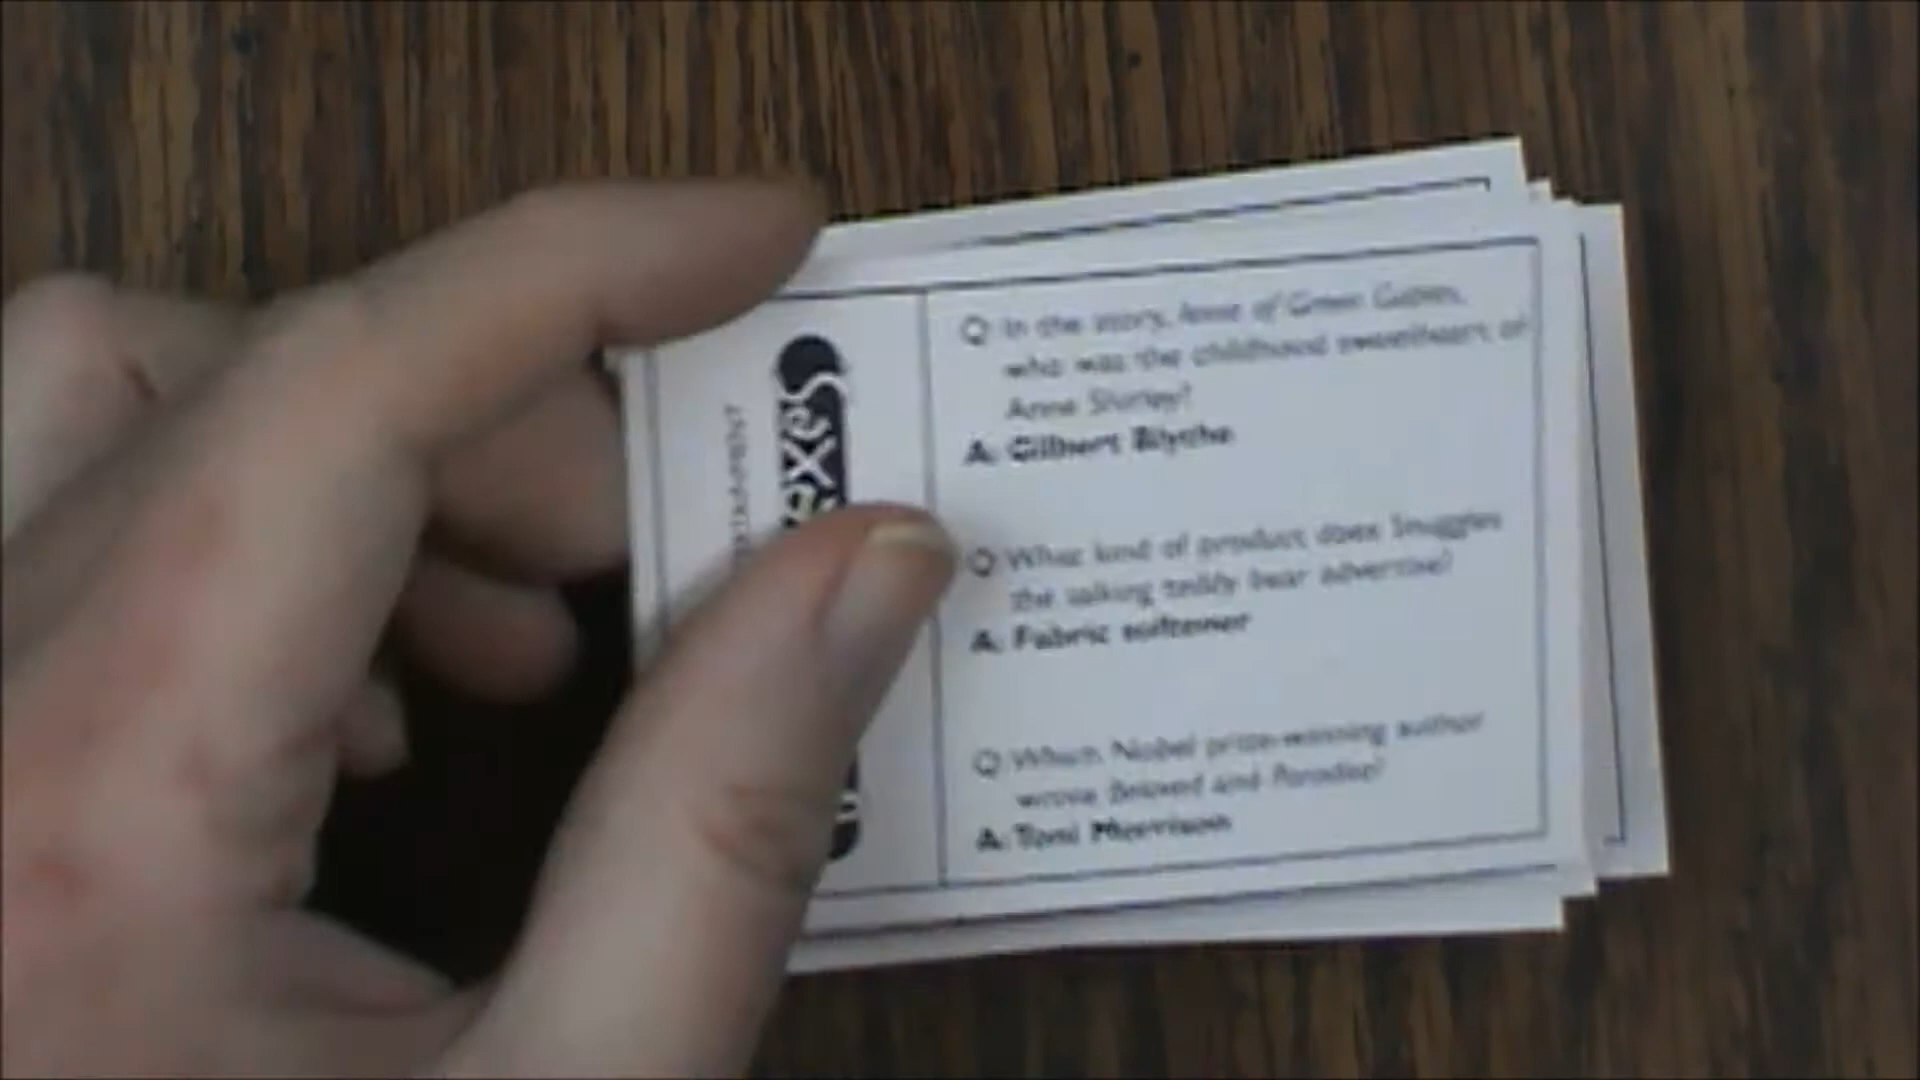 Q: In the story, Anne of Green Gables,
who was the childhood sweetheart of
Anne Shirley?
A: Gilbert Blythe
Q: What kind of product does Snuggles
the talking teddy bear advertise?
A: Fabric softener
Q: Which Nobel prize-winning author
wrote Beloved and Paradise?
A: Toni Morrison